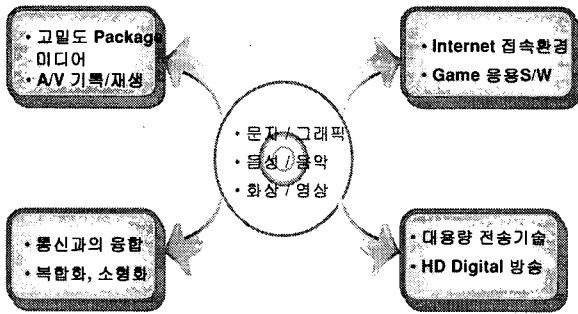 · 고밀도 Package
미디어
· A/V 기록/재생
· Internet 접속환경
· Game 응용S/W
· 문자 / 그래픽
· 음성 / 음악
· 화상 / 영상
· 통신과의 융합
· 복합화, 소형화
· 대용량 전송기술
· HD Digital 방송